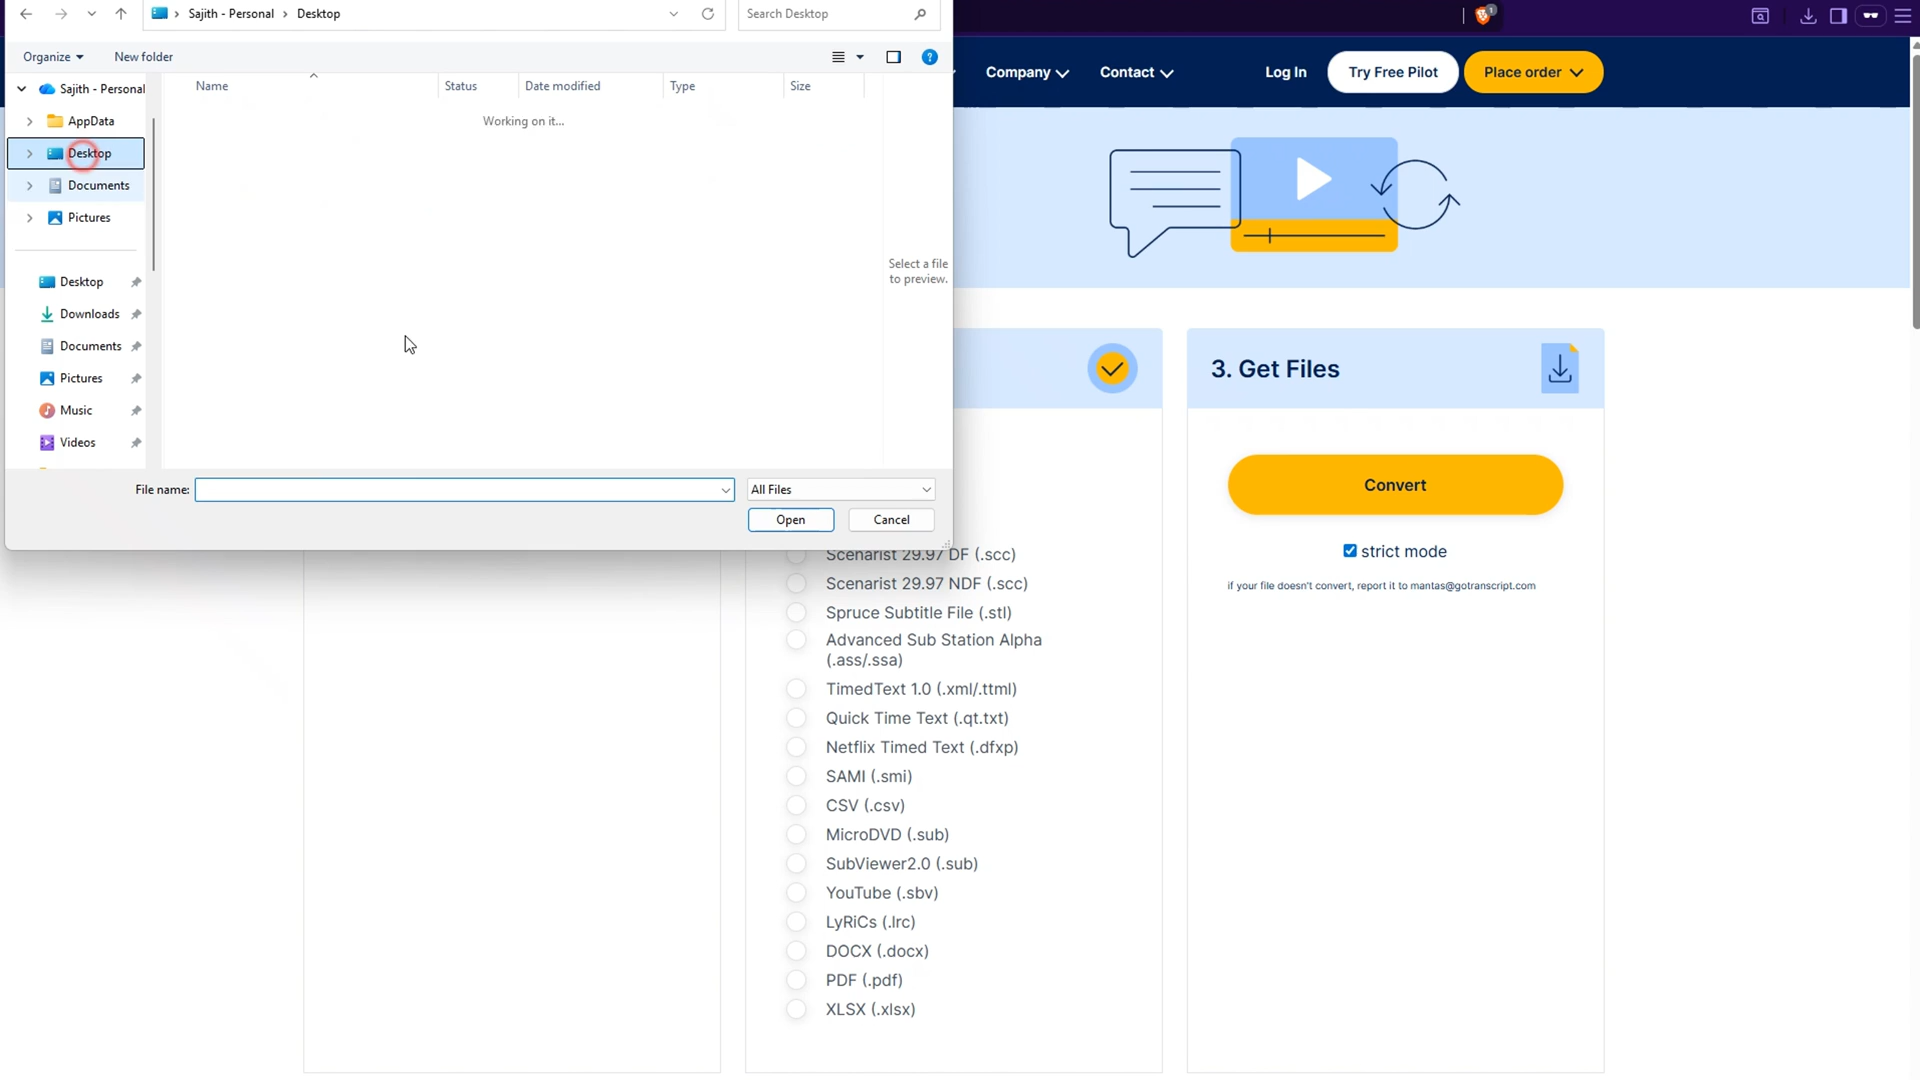 Sajith - Personal
Desktop
Search Desktop
1
Organize
New folder
Name
Status
Date modified
Type
Size
Sajith - Personal
AppData
Desktop
Documents
Pictures
Working on it...
Select a file
to preview.
Desktop
Downloads
Documents
Pictures
Music
Videos
File name:
All Files
Open
Cancel
Company
Contact
Log In
Try Free Pilot
Place order
Scenarist 29.97 DF (.scc)
Scenarist 29.97 NDF (.scc)
Spruce Subtitle File (.stl)
Advanced Sub Station Alpha
(.ass/.ssa)
TimedText 1.0 (.xml/.ttml)
Quick Time Text (.qt.txt)
Netflix Timed Text (.dfxp)
SAMI (.smi)
CSV (.csv)
MicroDVD (.sub)
SubViewer2.0 (.sub)
YouTube (.sbv)
LyRiCs (.lrc)
DOCX (.docx)
PDF (.pdf)
XLSX (.xlsx)
3. Get Files
Convert
strict mode
if your file doesn't convert, report it to mantas@gotranscript.com